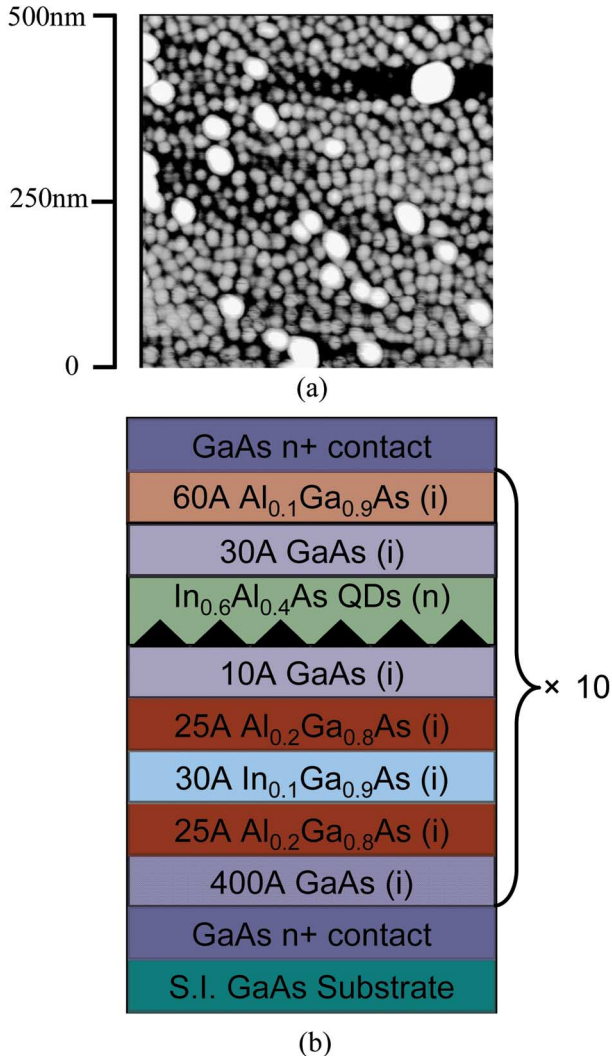 500nm
250nm
0
(a)
GaAs n+ contact
60A Al₀.₁Ga₀.₉As (i)
30A GaAs (i)
In₀.₆Al₀.₄As QDs (n)
10A GaAs (i)
25A Al₀.₂Ga₀.₈As (i)
× 10
30A In₀.₁Ga₀.₉As (i)
25A Al₀.₂Ga₀.₈As (i)
400A GaAs (i)
GaAs n+ contact
S.I. GaAs Substrate
(b)